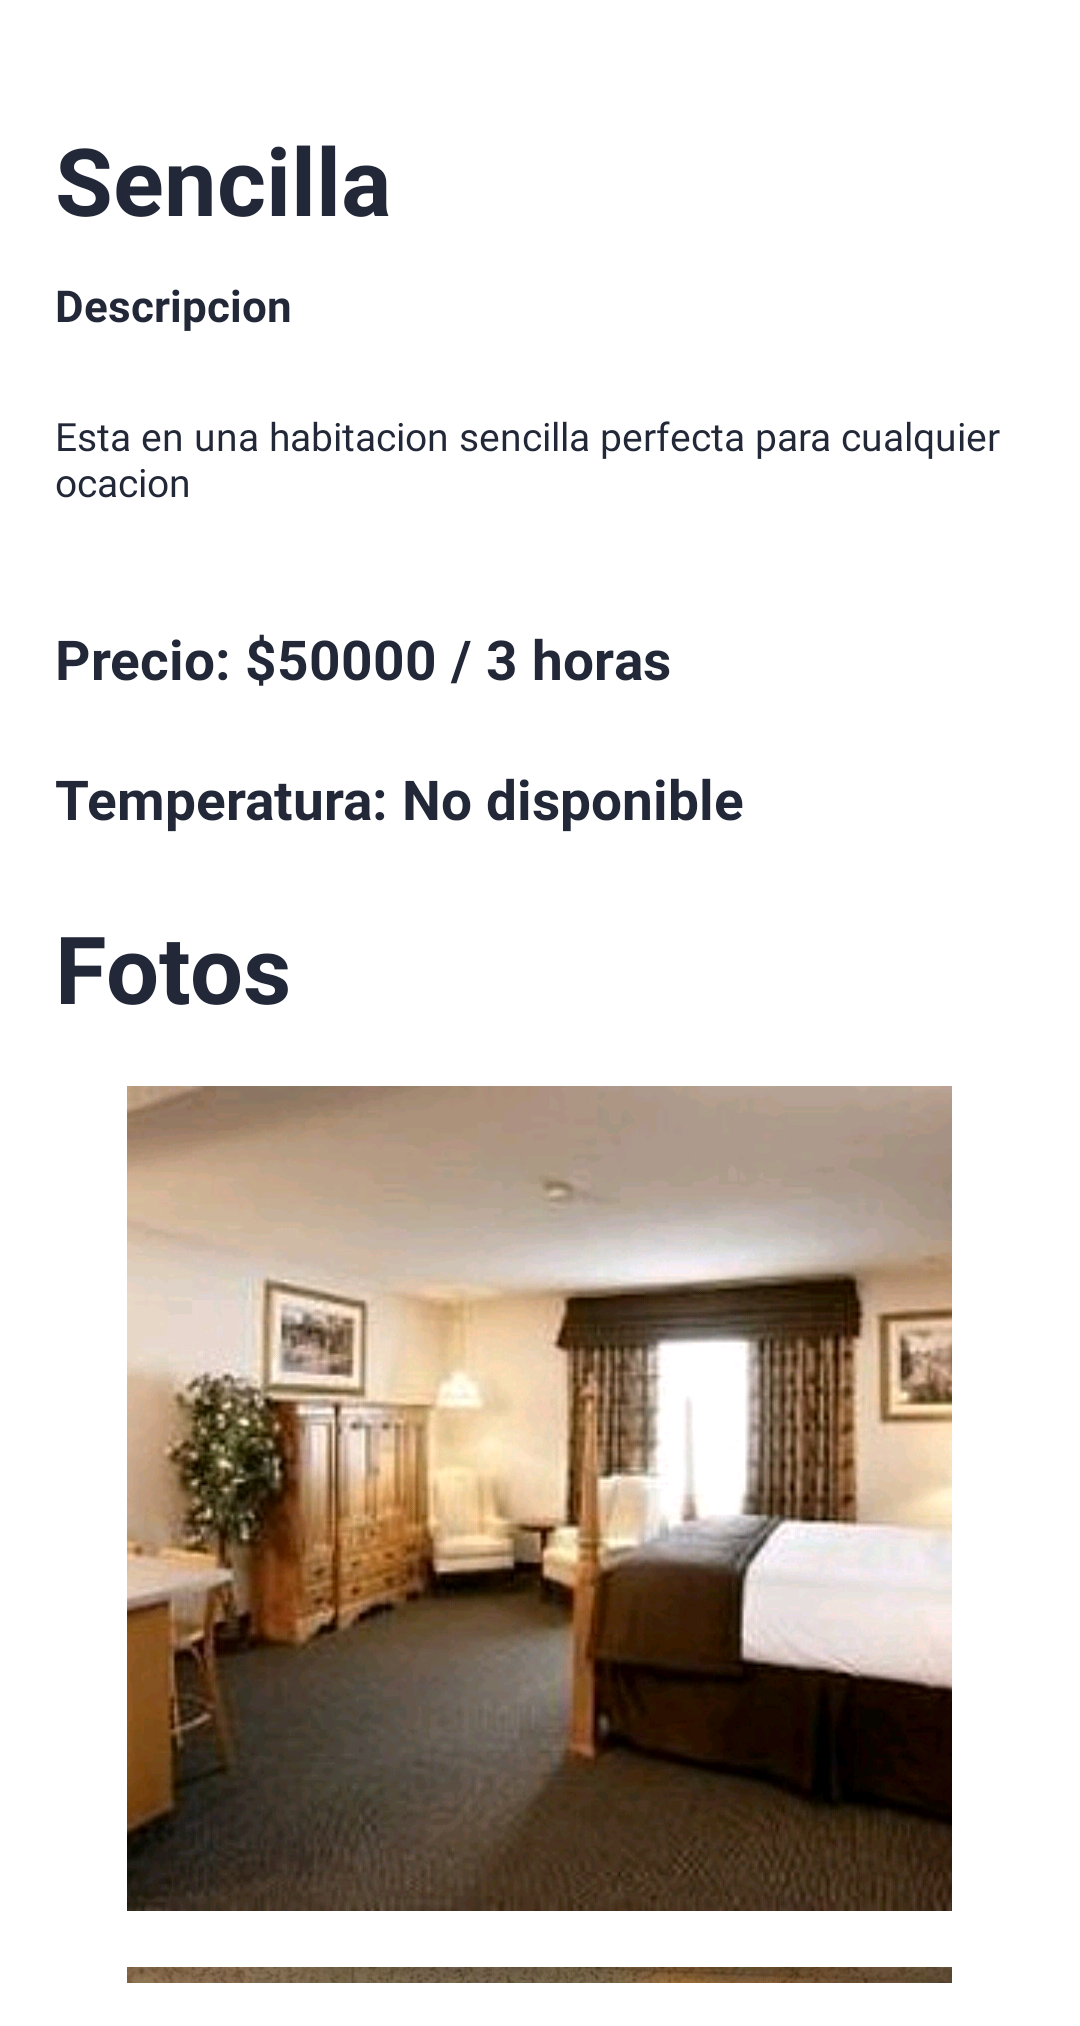 Sencilla
Descripcion
Esta en una habitacion sencilla perfecta para cualquier
ocacion
Precio: $50000 / 3 horas
Temperatura: No disponible
Fotos